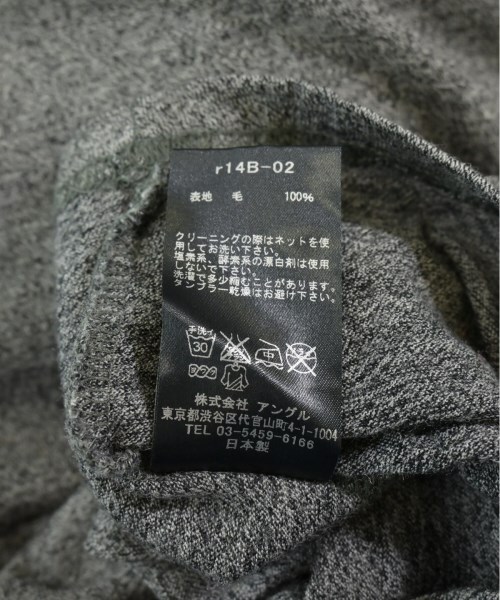 r14B-02
表地 毛 100%
クリーニングの際はネットを使
用してお洗い下さい。
塩素系、酵素系の漂白剤は使用
しないで下さい。
洗濯で多少縮むことがあります。
タンブラー乾燥はお避け下さい。
手洗イ
30
中
株式会社 アングル
東京都渋谷区代官山町4-1-1004
TEL 03-5459-6166
日本製